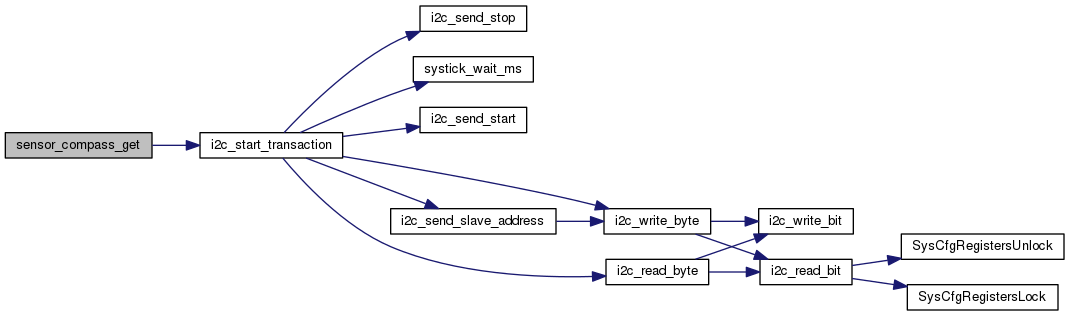 i2c_send_stop
systick_wait_ms
i2c_send_start
sensor_compass_get
i2c_start_transaction
i2c_send_slave_address
i2c_write_byte
i2c_write_bit
SysCfgRegistersUnlock
i2c_read_byte
i2c_read_bit
SysCfgRegistersLock